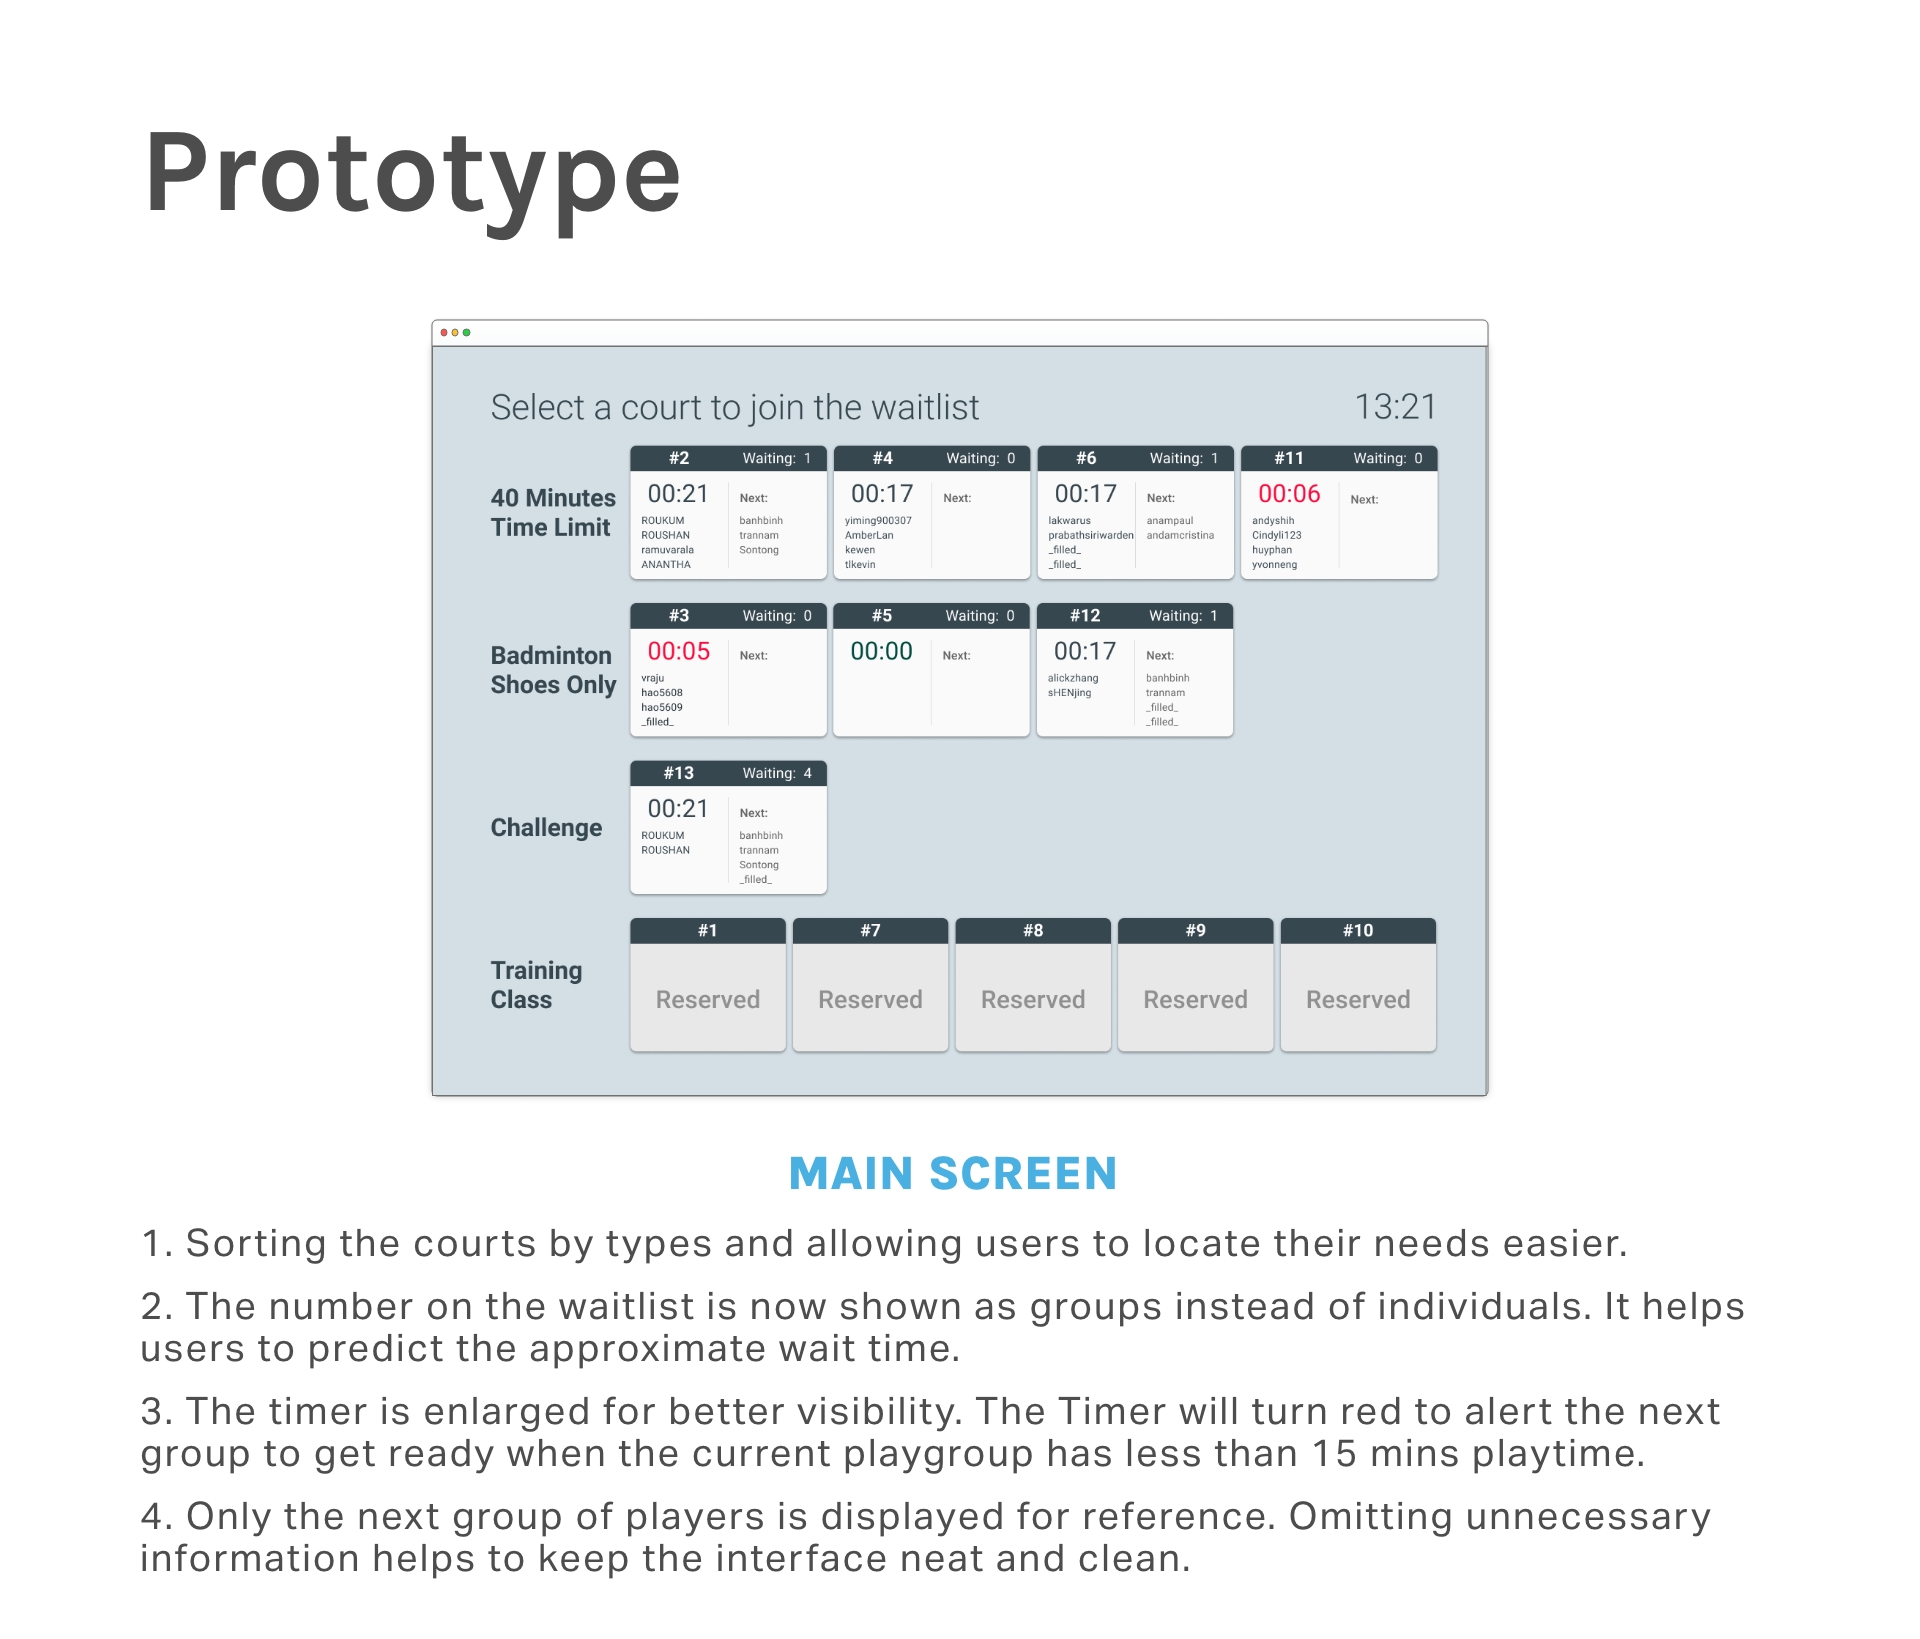 Prototype
Select a court to join the waitlist 13:21
40 Minutes
Time Limit
#2 Waiting: 1
00:21 Next:
ROUKUM banhbinh
ROUSHAN trannam
ramuvarala Sontong
ANANTHA
#4 Waiting: 0
00:17 Next:
yiming900307
AmberLan
kewen
tlkevin
#6 Waiting: 1
00:17 Next:
lakwarus anampaul
prabathsiriwarden andamcristina
_filled_
_filled_
#11 Waiting: 0
00:06 Next:
andyshih
Cindyli123
huyphan
yvonneng
Badminton
Shoes Only
#3 Waiting: 0
00:05 Next:
vraju
hao5608
hao5609
_filled_
#5 Waiting: 0
00:00 Next:
#12 Waiting: 1
00:17 Next:
alickzhang banhbinh
sHENjing trannam
_filled_
_filled_
Challenge
#13 Waiting: 4
00:21 Next:
ROUKUM banhbinh
ROUSHAN trannam
Sontong
_filled_
Training
Class
#1
Reserved
#7
Reserved
#8
Reserved
#9
Reserved
#10
Reserved
MAIN SCREEN
1. Sorting the courts by types and allowing users to locate their needs easier.
2. The number on the waitlist is now shown as groups instead of individuals. It helps
users to predict the approximate wait time.
3. The timer is enlarged for better visibility. The Timer will turn red to alert the next
group to get ready when the current playgroup has less than 15 mins playtime.
4. Only the next group of players is displayed for reference. Omitting unnecessary
information helps to keep the interface neat and clean.